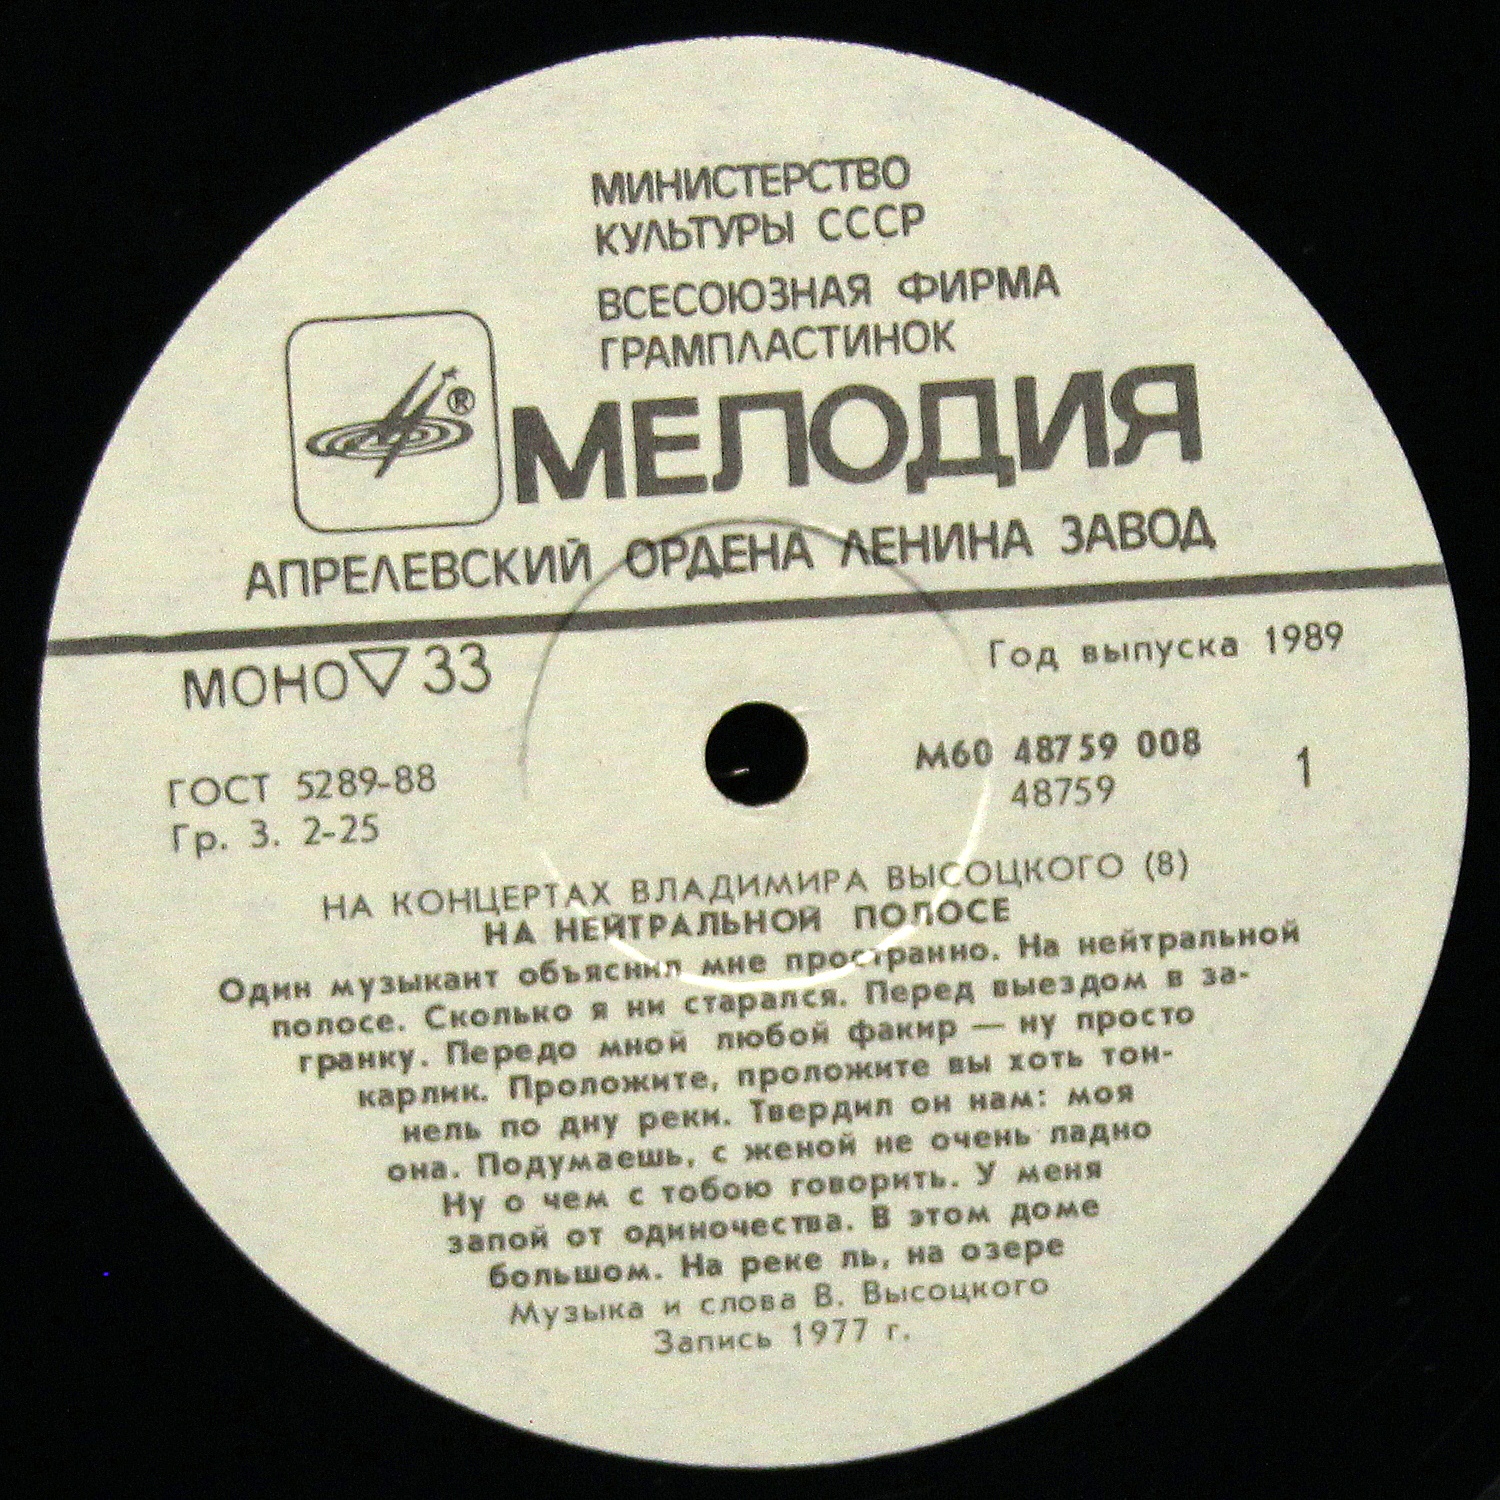 МИНИСТЕРСТВО
КУЛЬТУРЫ СССР
ВСЕСОЮЗНАЯ ФИРМА
ГРАМПЛАСТИНОК
®
МЕЛОДИЯ
АПРЕЛЕВСКИЙ ОРДЕНА ЛЕНИНА ЗАВОД
МОНО ▽ 33
Год выпуска 1989
ГОСТ 5289-88
Гр. 3. 2-25
М60 48759 008
48759
1
НА КОНЦЕРТАХ ВЛАДИМИРА ВЫСОЦКОГО (8)
НА НЕЙТРАЛЬНОЙ ПОЛОСЕ
Один музыкант объяснил мне пространно. На нейтральной
полосе. Сколько я ни старался. Перед выездом в за-
гранку. Передо мной любой факир — ну просто
карлик. Проложите, проложите вы хоть тон-
нель по дну реки. Твердил он нам: моя
она. Подумаешь, с женой не очень ладно
Ну о чем с тобою говорить. У меня
запой от одиночества. В этом доме
большом. На реке ль, на озере
Музыка и слова В. Высоцкого
Запись 1977 г.